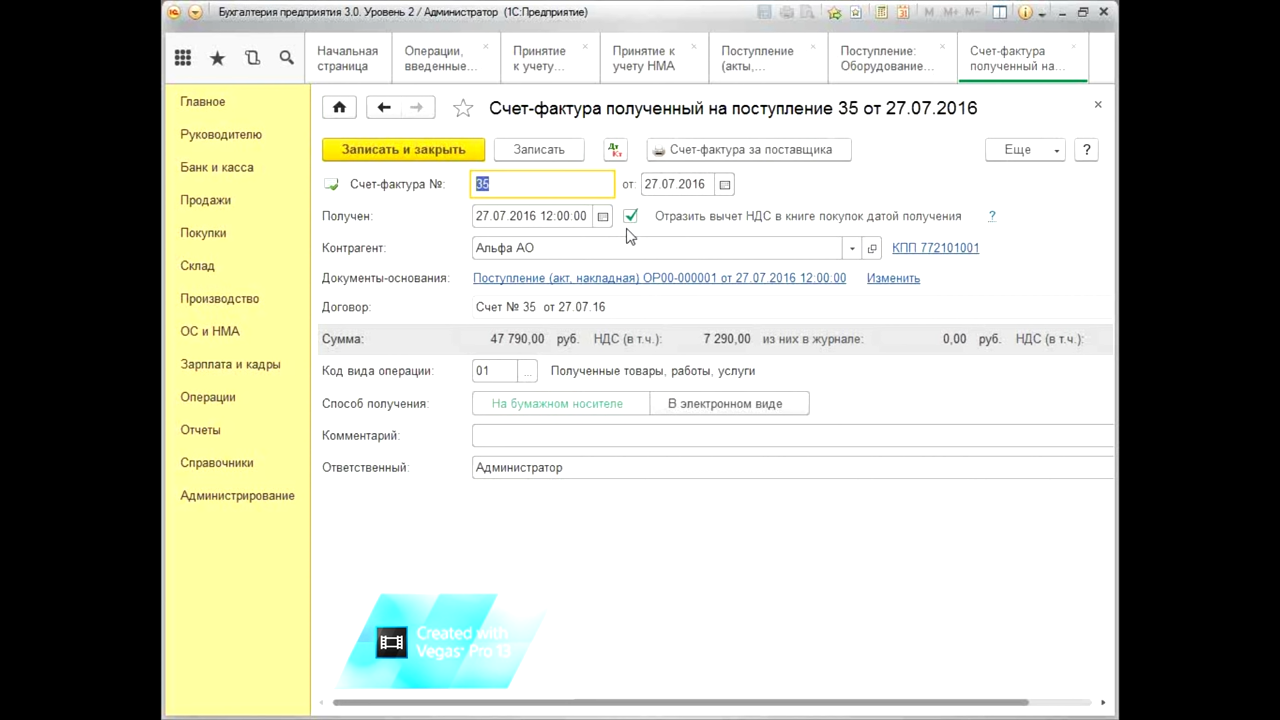 Бухгалтерия предприятия 3.0. Уровень 2 / Администратор (1С:Предприятие)
M M+ M-
Начальная страница
Операции, введенные...
Принятие к учету...
Принятие к учету НМА
Поступление (акты,...
Поступление: Оборудование...
Счет-фактура полученный на...
Главное
Руководителю
Банк и касса
Продажи
Покупки
Склад
Производство
ОС и НМА
Зарплата и кадры
Операции
Отчеты
Справочники
Администрирование
Счет-фактура полученный на поступление 35 от 27.07.2016
Записать и закрыть
Записать
Дт Кт
Счет-фактура за поставщика
Еще
?
Счет-фактура №: 35 от: 27.07.2016
Получен: 27.07.2016 12:00:00 Отразить вычет НДС в книге покупок датой получения ?
Контрагент: Альфа АО КПП 772101001
Документы-основания: Поступление (акт, накладная) ОР00-000001 от 27.07.2016 12:00:00 Изменить
Договор: Счет № 35 от 27.07.16
Сумма: 47 790,00 руб. НДС (в т.ч.): 7 290,00 из них в журнале: 0,00 руб. НДС (в т.ч.):
Код вида операции: 01 ... Полученные товары, работы, услуги
Способ получения: На бумажном носителе В электронном виде
Комментарий:
Ответственный: Администратор
Created with
Vegas Pro 13